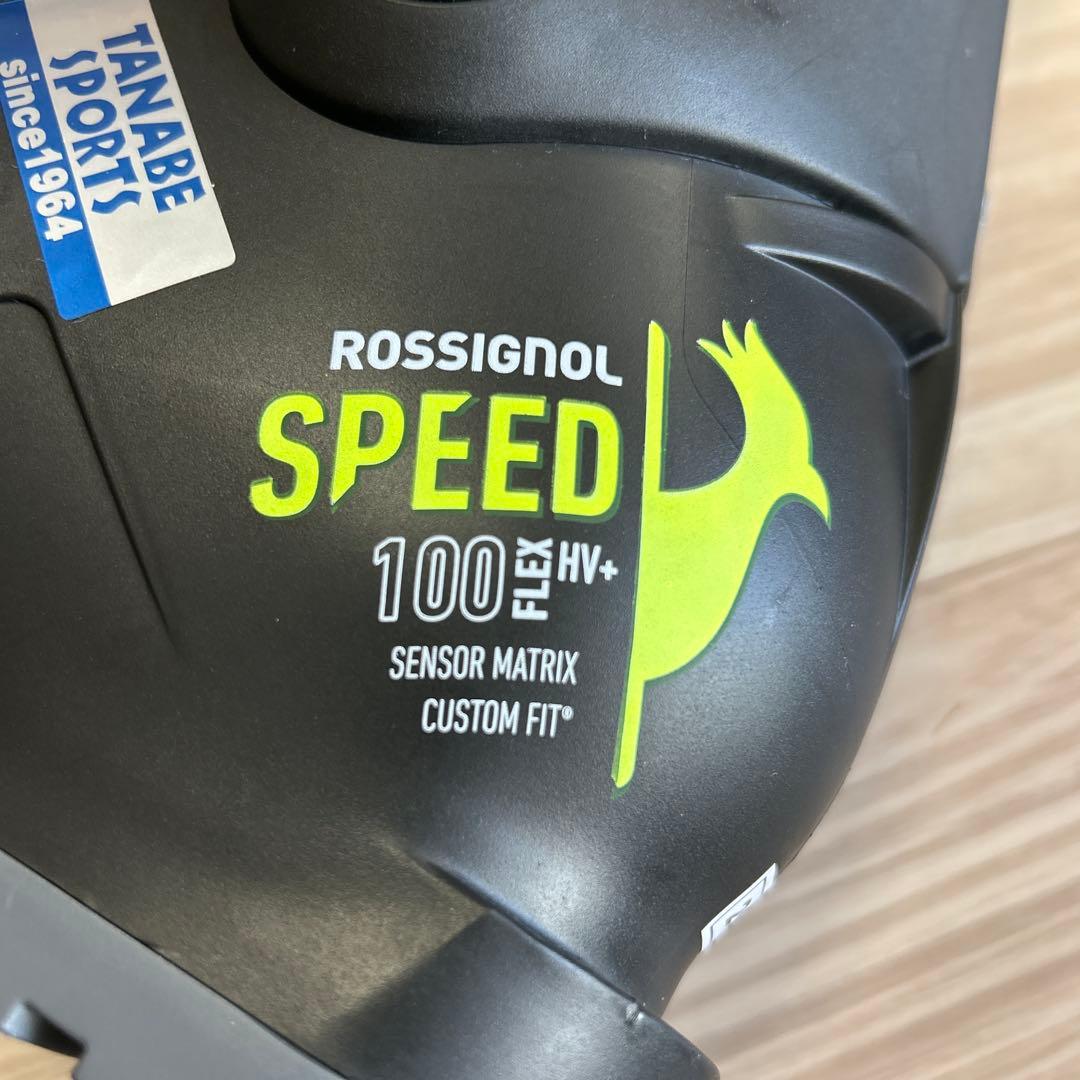 TANABE
SPORTS
since1964
ROSSIGNOL
SPEED
100 FLEX HV+
SENSOR MATRIX
CUSTOM FIT®